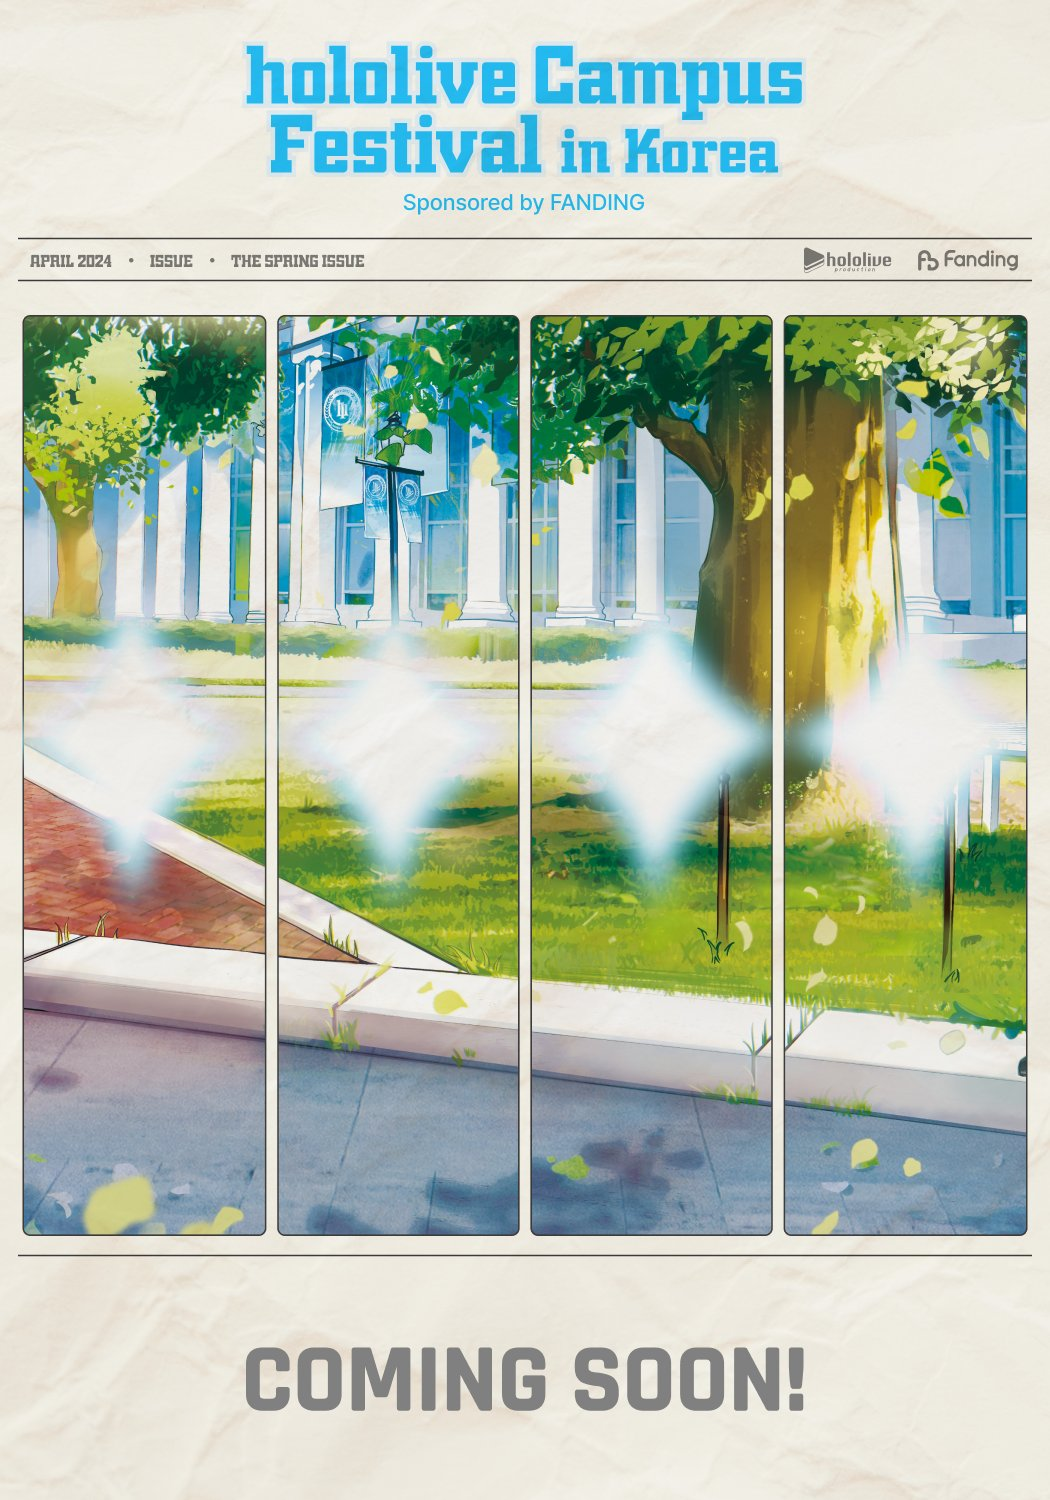 hololive Campus
Festival in Korea
Sponsored by FANDING
APRIL 2024 • ISSUE • THE SPRING ISSUE
hololive
production
Fanding
COMING SOON!